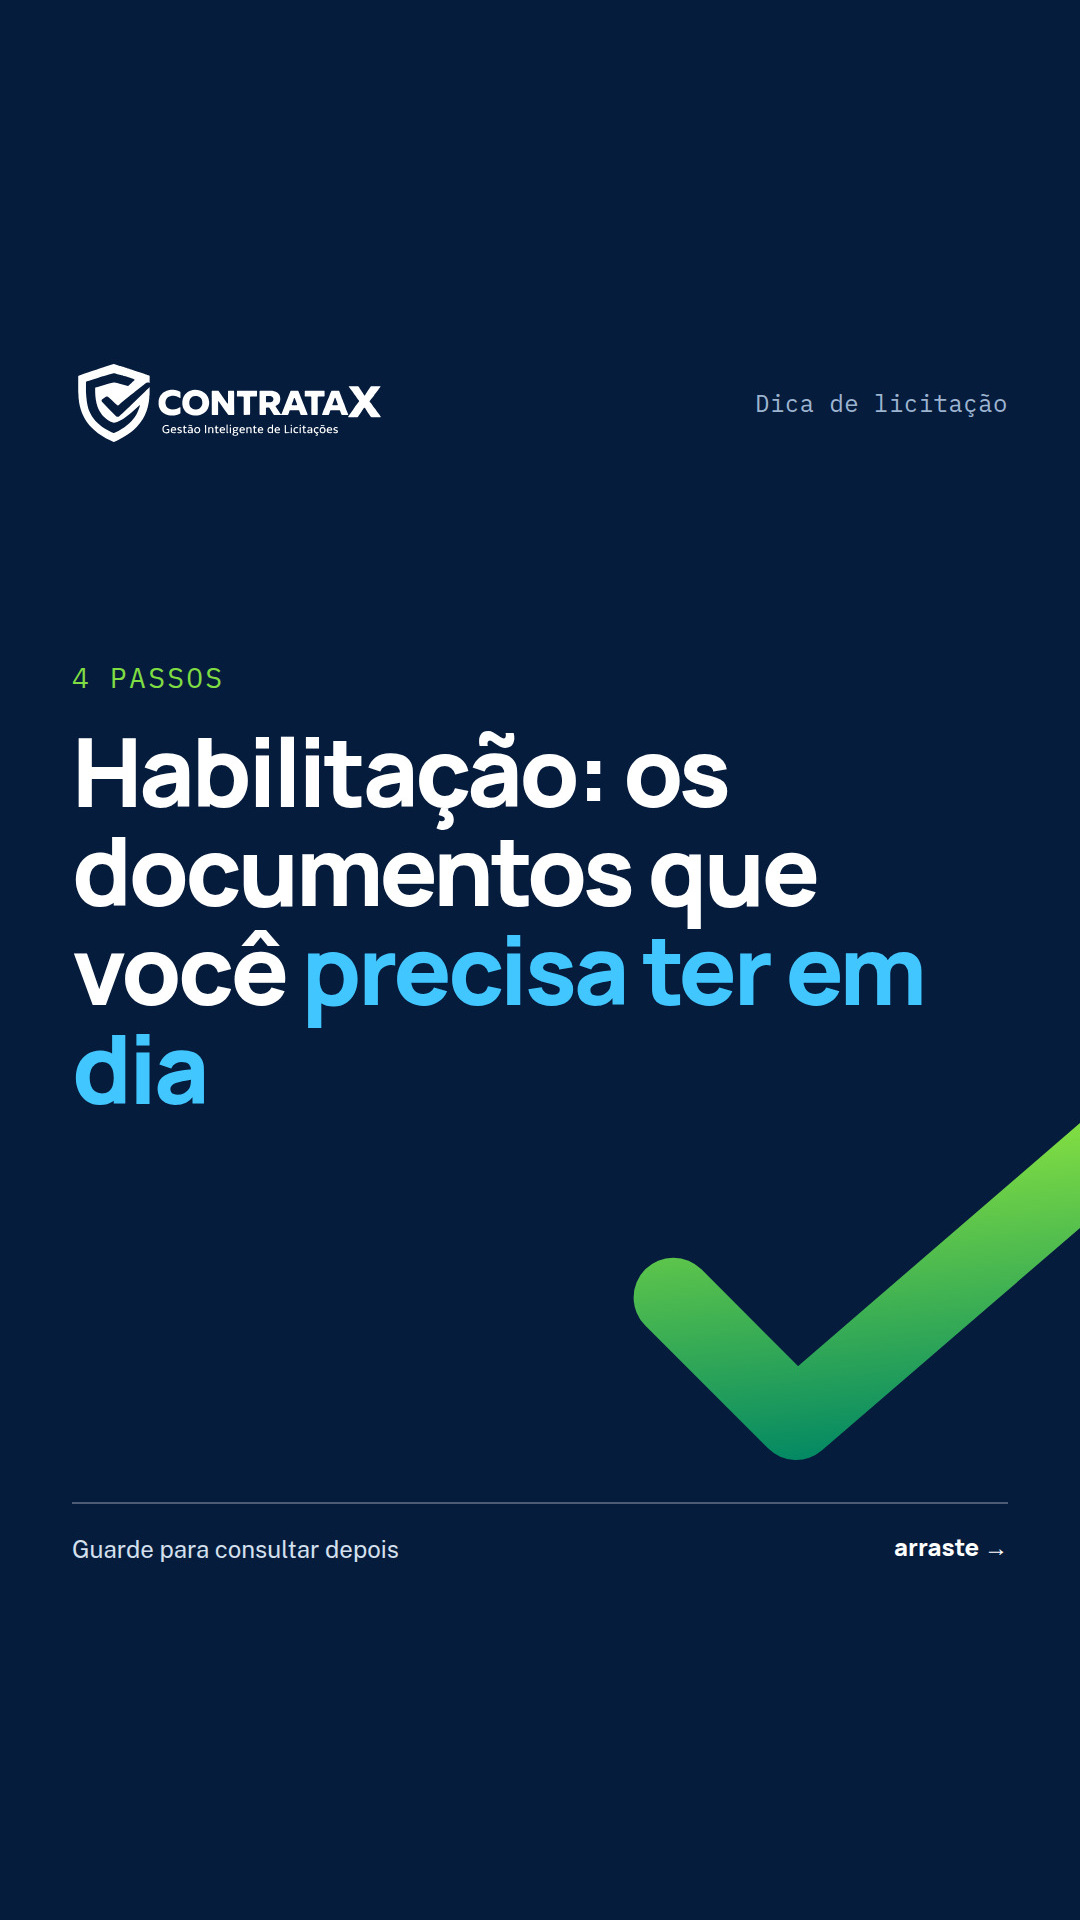 CONTRATAX
Gestão Inteligente de Licitações
Dica de licitação
4 PASSOS
Habilitação: os
documentos que
você precisa ter em
dia
Guarde para consultar depois
arraste →